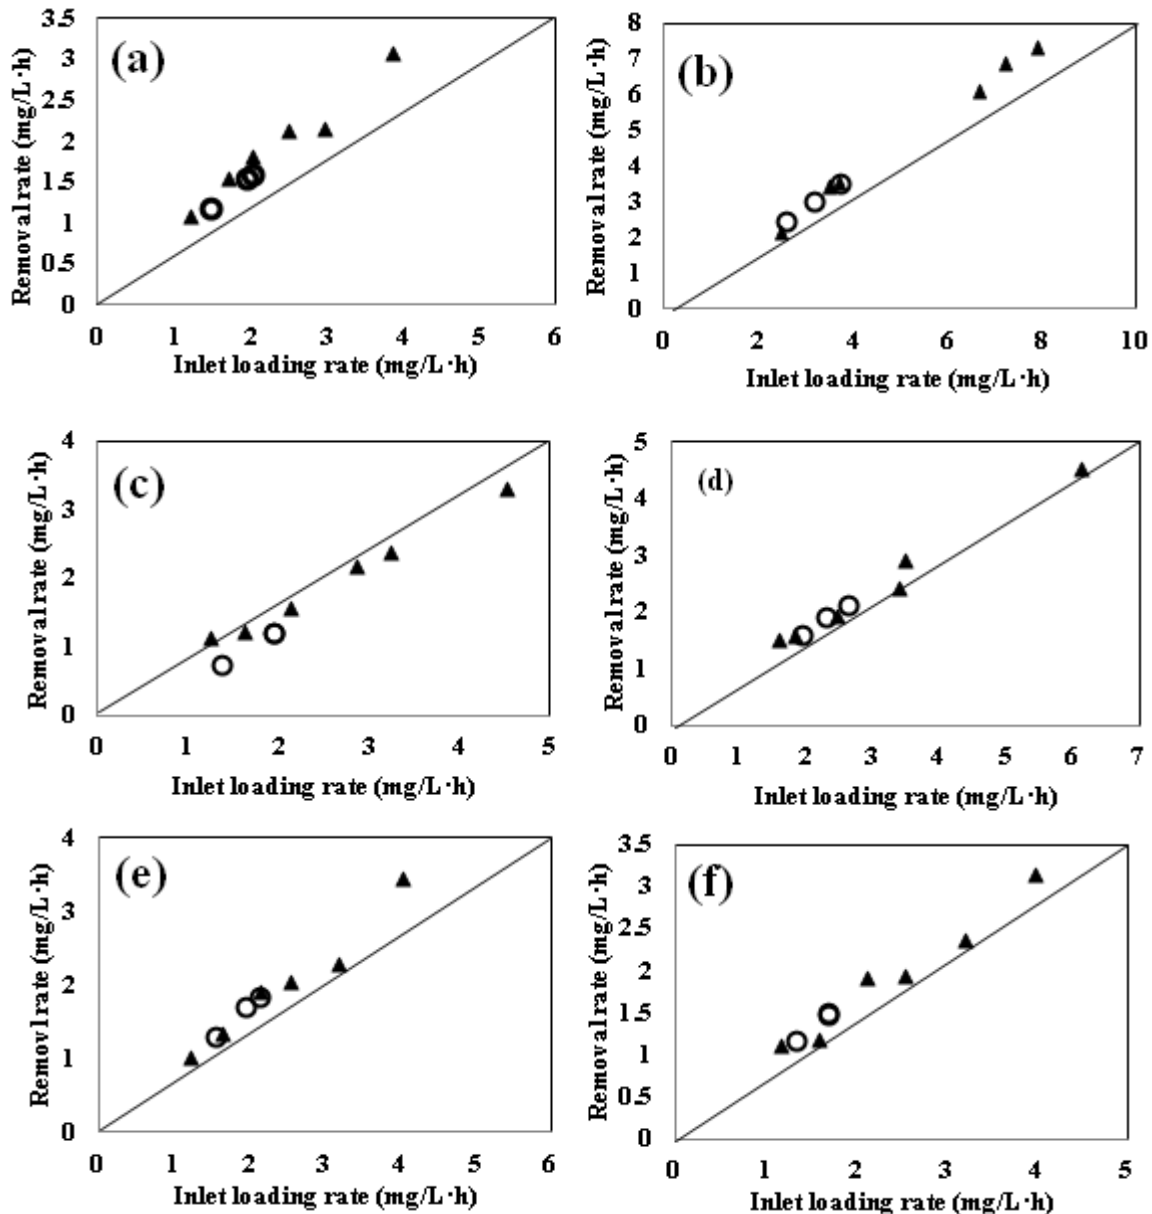 (a)
Removal rate (mg/L·h)
3.5
3
2.5
2
1.5
1
0.5
0
0 1 2 3 4 5 6
Inlet loading rate (mg/L·h)
(b)
Removal rate (mg/L·h)
8
7
6
5
4
3
2
1
0
0 2 4 6 8 10
Inlet loading rate (mg/L·h)
(c)
Removal rate (mg/L·h)
4
3
2
1
0
0 1 2 3 4 5
Inlet loading rate (mg/L·h)
(d)
Removal rate (mg/L·h)
5
4
3
2
1
0
0 1 2 3 4 5 6 7
Inlet loading rate (mg/L·h)
(e)
Removl rate (mg/L·h)
4
3
2
1
0
0 1 2 3 4 5 6
Inlet loading rate (mg/L·h)
(f)
Removal rate (mg/L·h)
3.5
3
2.5
2
1.5
1
0.5
0
0 1 2 3 4 5
Inlet loading rate (mg/L·h)